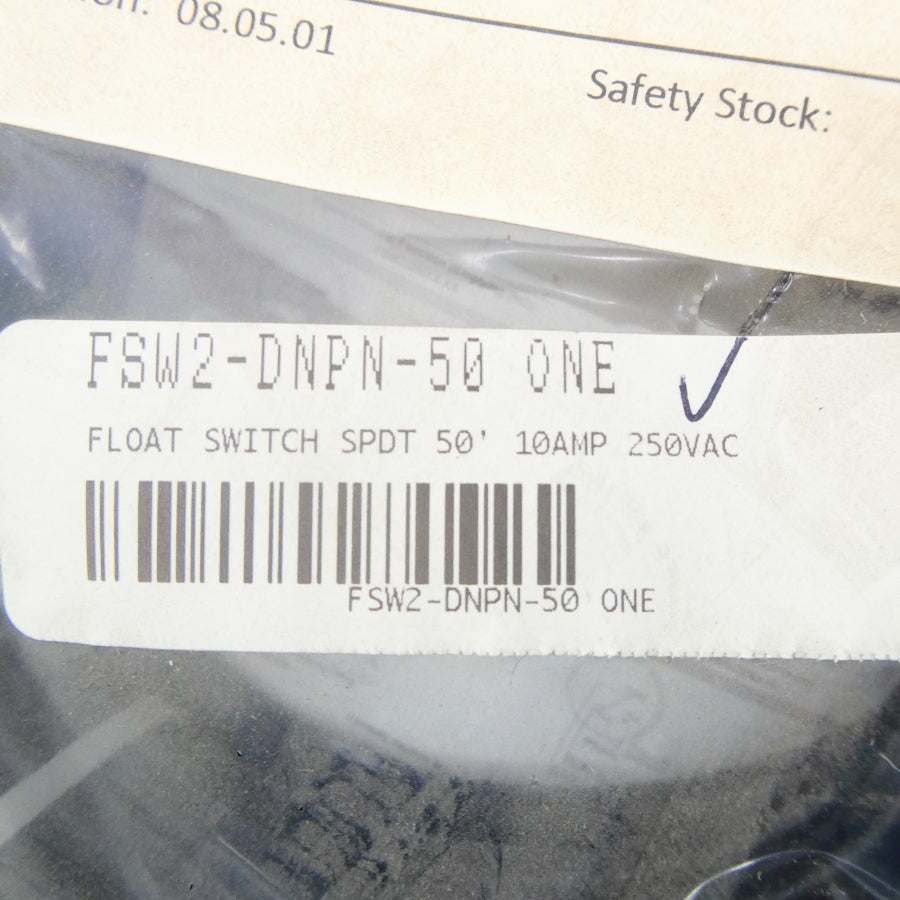 08.05.01
Safety Stock:
FSW2-DNPN-50 ONE
FLOAT SWITCH SPDT 50' 10AMP 250VAC
FSW2-DNPN-50 ONE